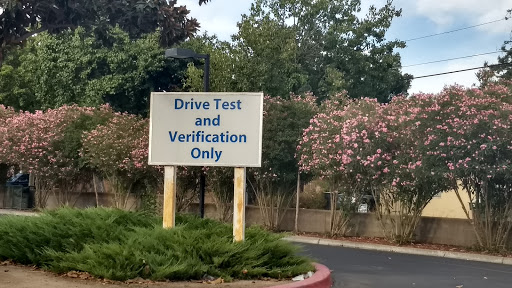 Drive Test
and
Verification
Only